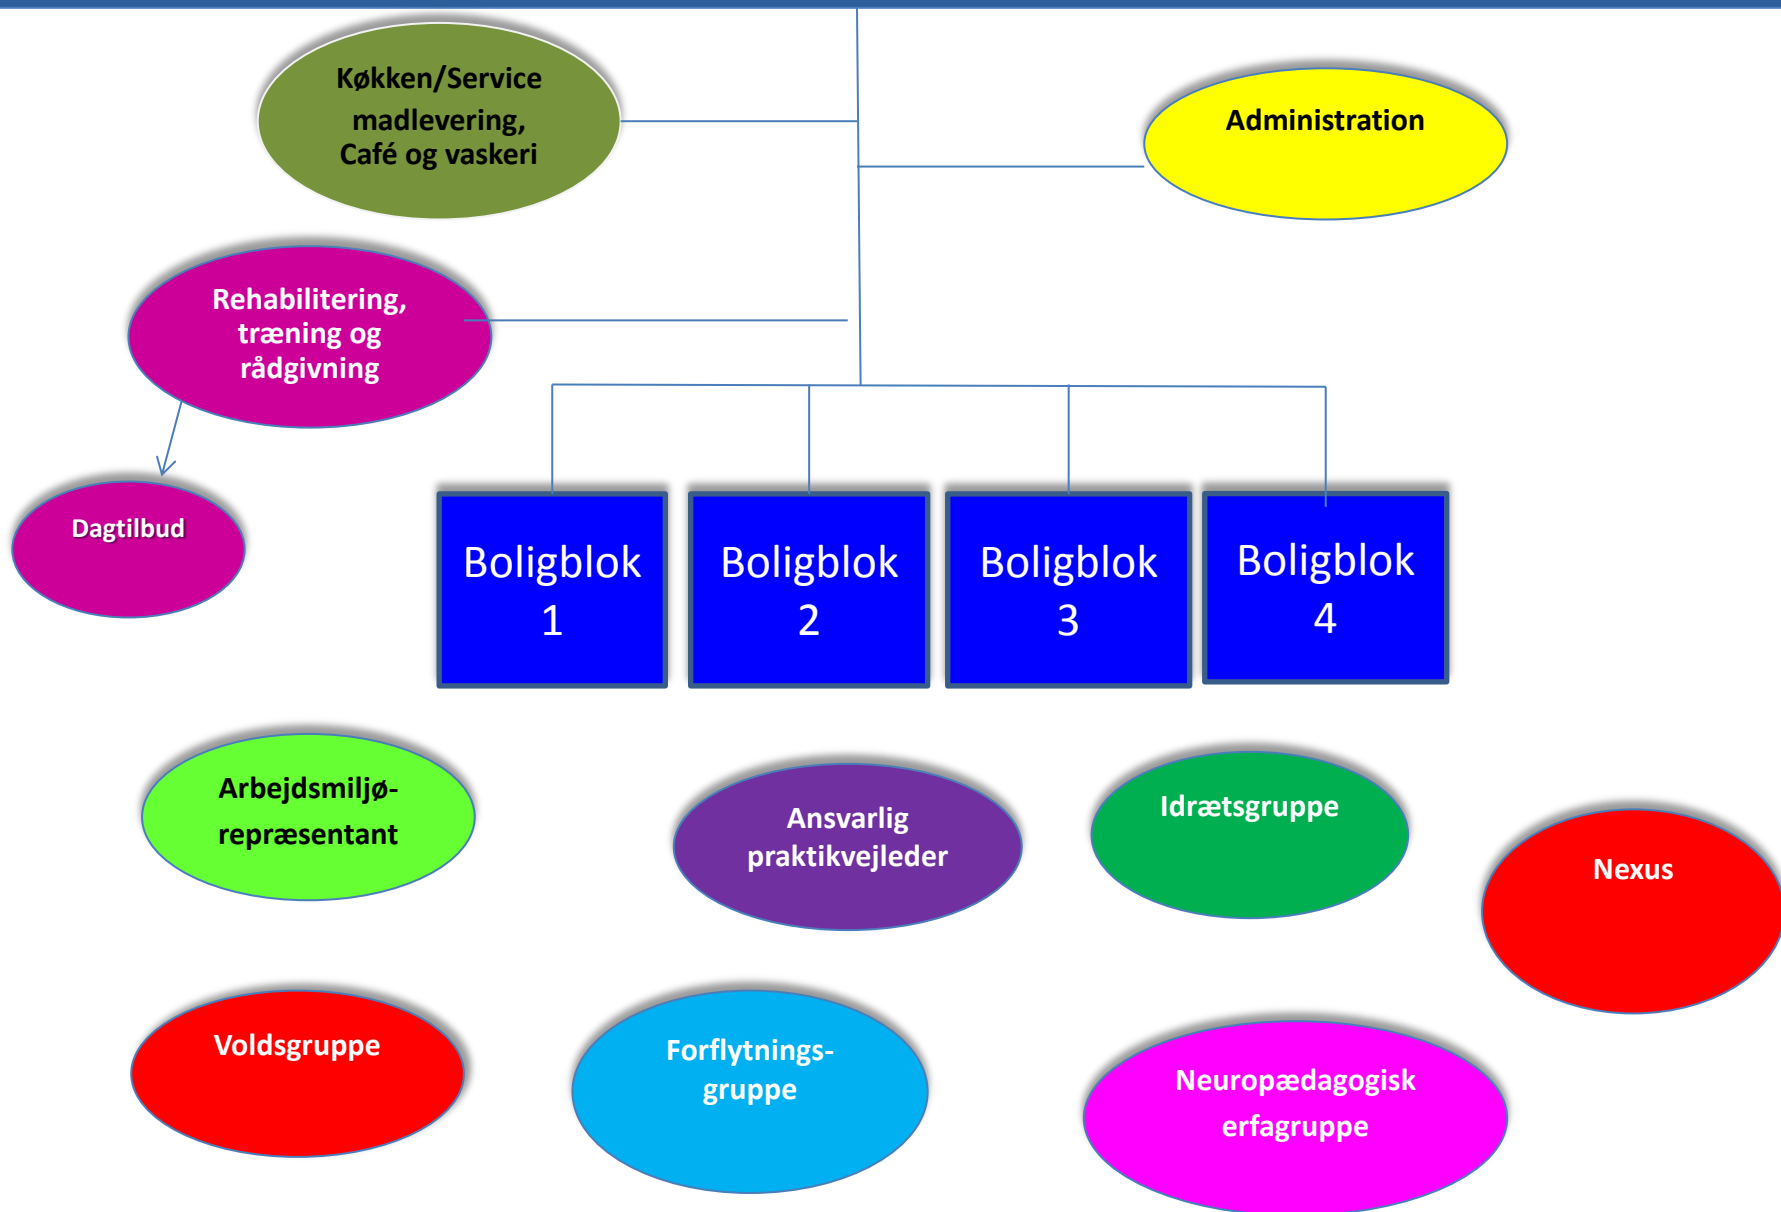 Køkken/Service
madlevering,
Café og vaskeri
Administration
Rehabilitering,
træning og
rådgivning
Dagtilbud
Boligblok
1
Boligblok
2
Boligblok
3
Boligblok
4
Arbejdsmiljø-
repræsentant
Ansvarlig
praktikvejleder
Idrætsgruppe
Nexus
Voldsgruppe
Forflytnings-
gruppe
Neuropædagogisk
erfagruppe